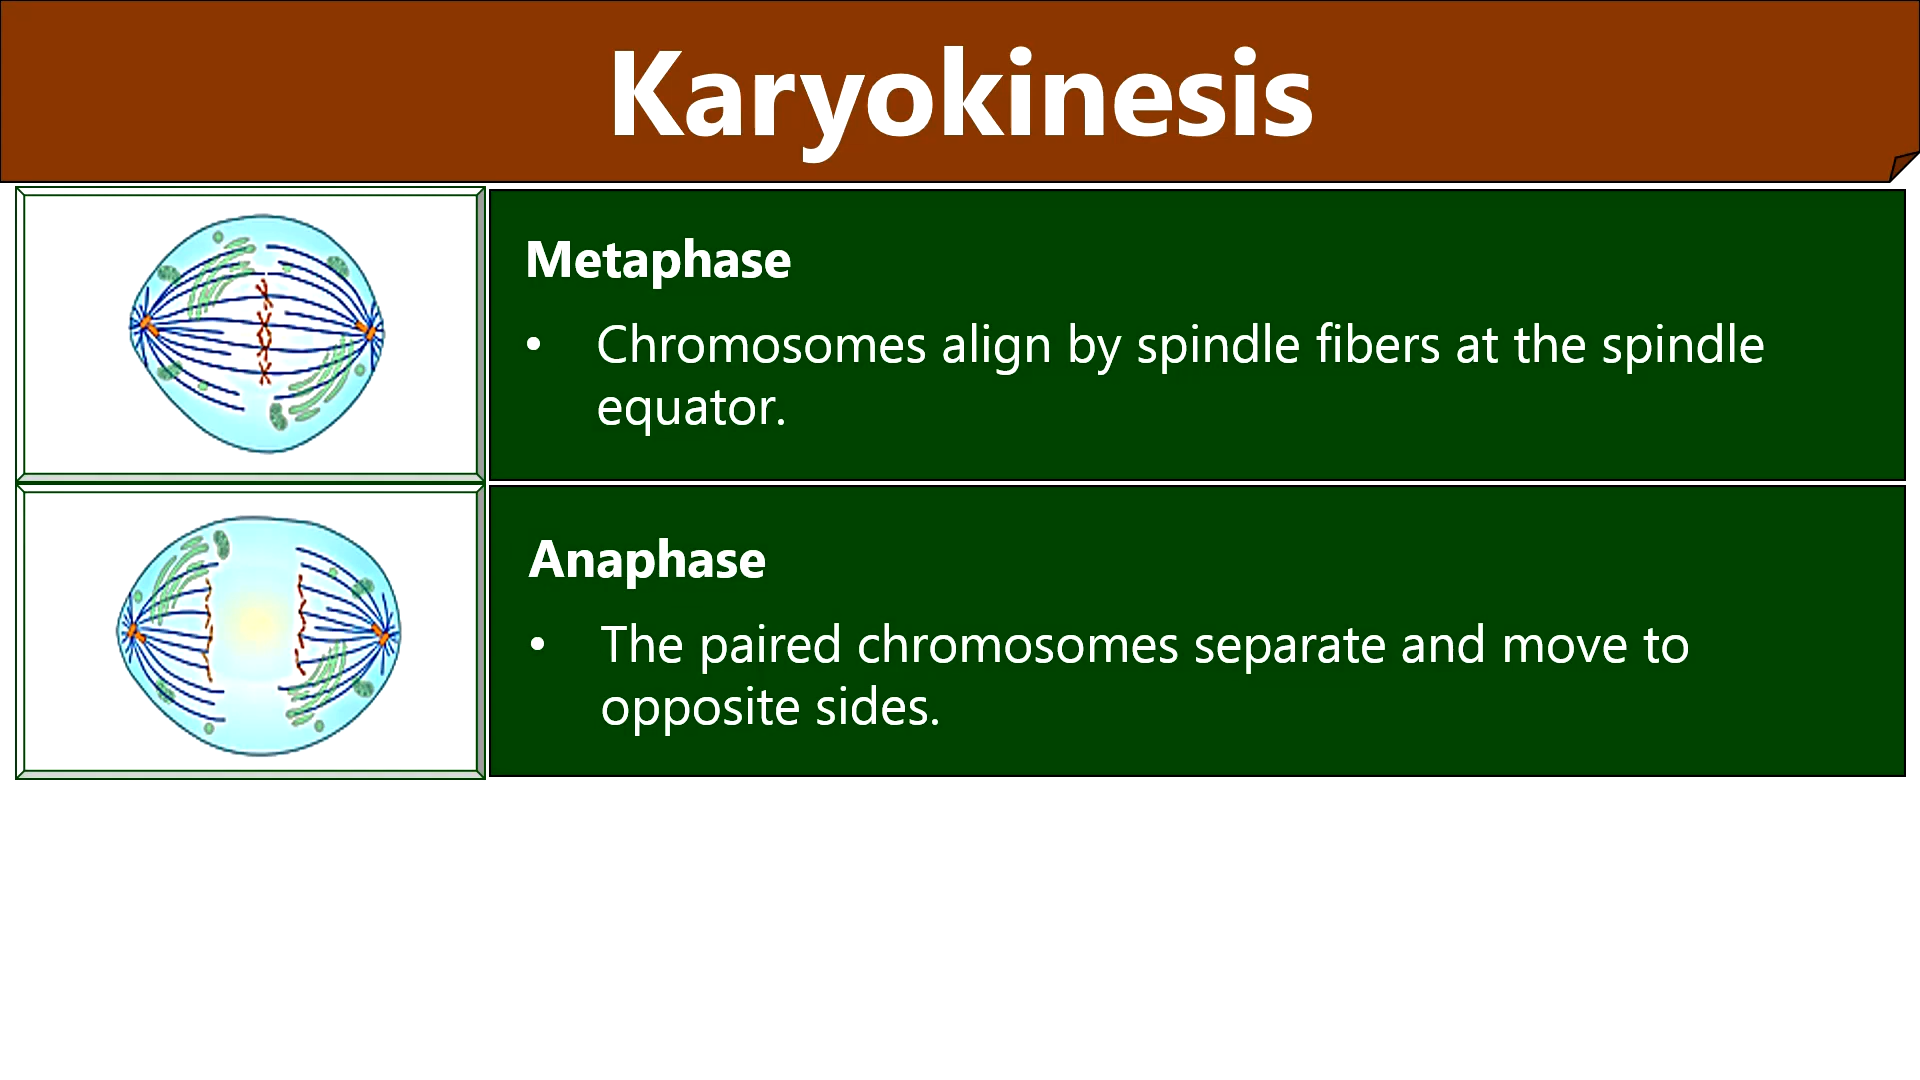 Karyokinesis
Metaphase
• Chromosomes align by spindle fibers at the spindle
equator.
Anaphase
• The paired chromosomes separate and move to
opposite sides.